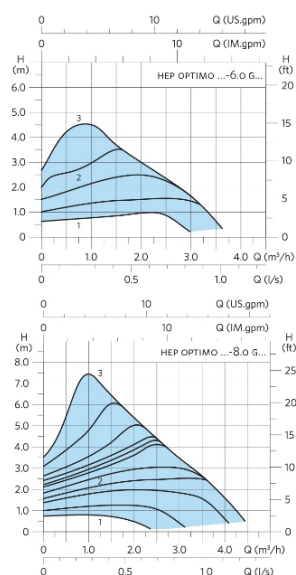 0 10 Q (US.gpm)
0 10 Q (IM.gpm)
H H
(m) (ft)
HEP OPTIMO ...-6.0 G...
6.0 20
5.0 15
4.0 3
3.0 10
2.0 2 5
1.0 1
0 0
0 1.0 2.0 3.0 4.0 Q (m³/h)
0 0.5 1.0 Q (l/s)
0 10 Q (US.gpm)
0 10 Q (IM.gpm)
H H
(m) (ft)
HEP OPTIMO ...-8.0 G...
8.0 25
7.0 3
6.0 20
5.0 15
4.0
3.0 10
2.0 2 5
1.0 1
0 0
0 1.0 2.0 3.0 4.0 Q (m³/h)
0 0.5 1.0 Q (l/s)